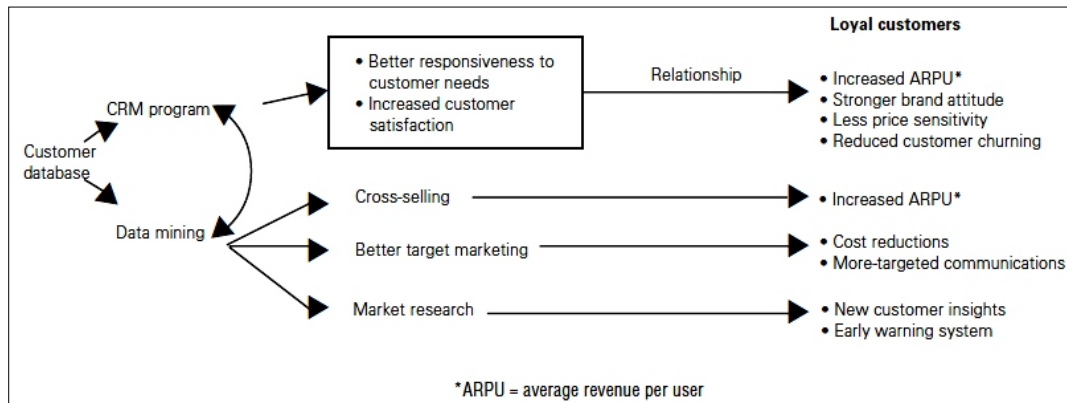 Loyal customers
• Better responsiveness to
customer needs
• Increased customer
satisfaction
Relationship
• Increased ARPU*
• Stronger brand attitude
• Less price sensitivity
• Reduced customer churning
CRM program
Customer
database
Data mining
Cross-selling
• Increased ARPU*
Better target marketing
• Cost reductions
• More-targeted communications
Market research
• New customer insights
• Early warning system
*ARPU = average revenue per user